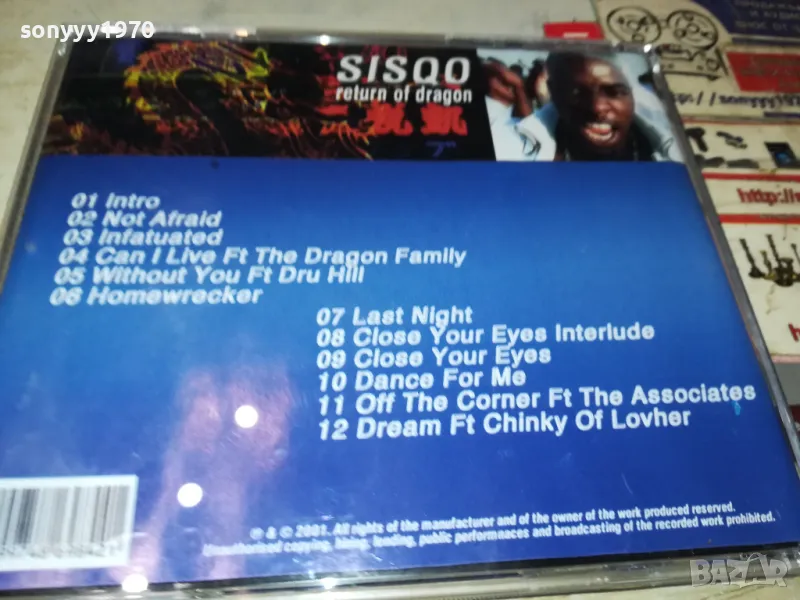 sonyyy1970
SISQO
return of dragon
01 Intro
02 Not Afraid
03 Infatuated
04 Can I Live Ft The Dragon Family
05 Without You Ft Dru Hill
06 Homewrecker
07 Last Night
08 Close Your Eyes Interlude
09 Close Your Eyes
10 Dance For Me
11 Off The Corner Ft The Associates
12 Dream Ft Chinky Of Lovher
℗ & © 2001. All rights of the manufacturer and of the owner of the work produced reserved.
Unauthorised copying, hiring, lending, public performnaces and broadcasting of the recorded work prohibited.
http://
BAZAR